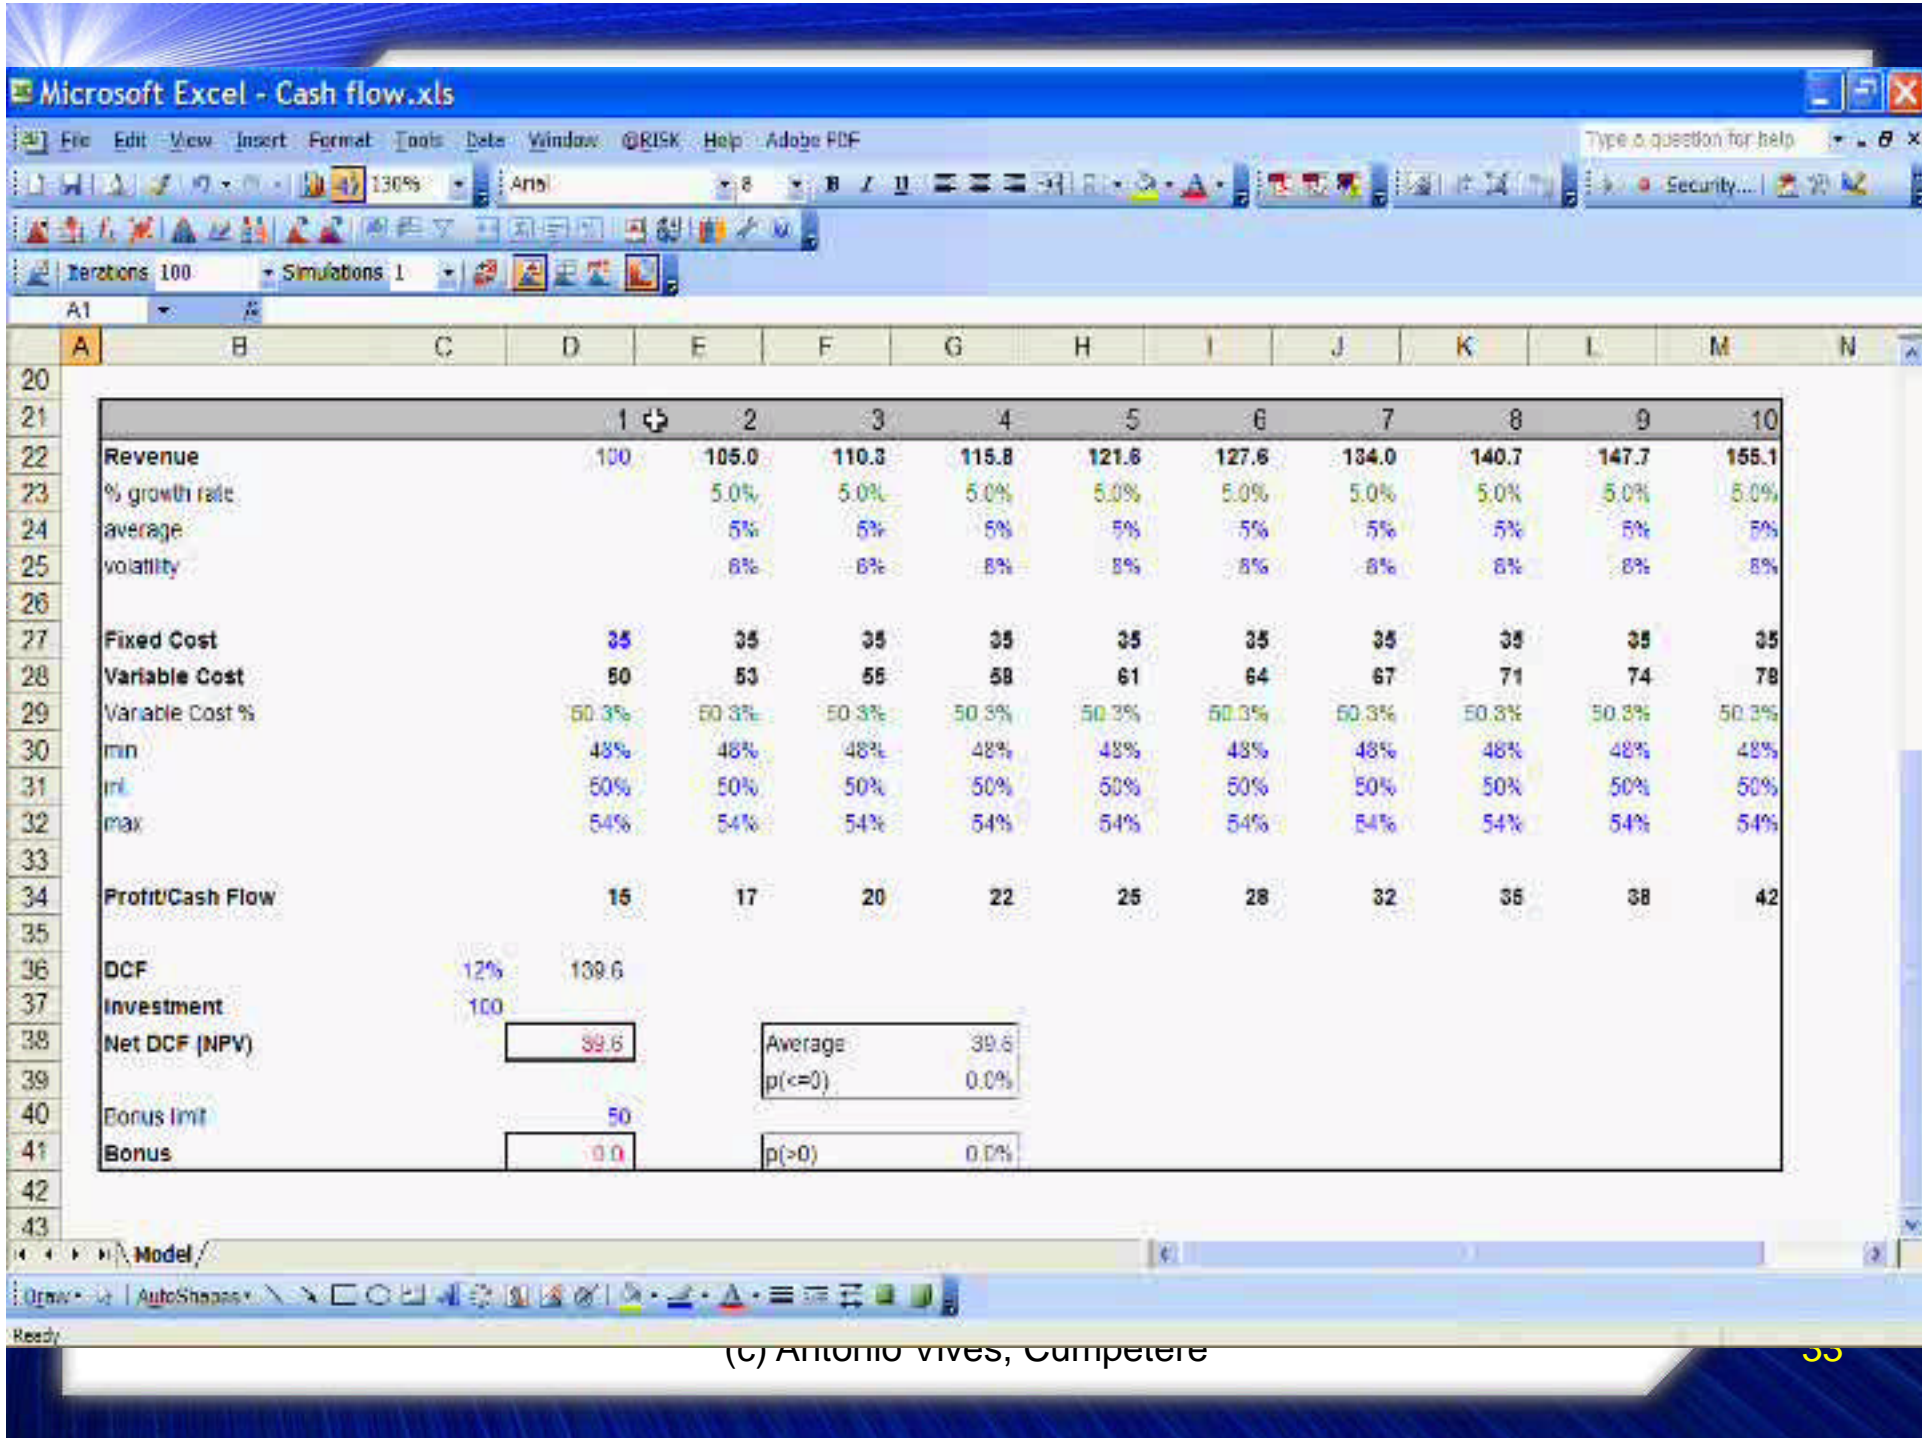 Microsoft Excel - Cash flow.xls
File Edit View Insert Format Tools Data Window @RISK Help Adobe PDF Type a question for help
130% Arial 8 B I U Security...
Iterations 100 Simulations 1
A1
A B C D E F G H I J K L M N
20
21 1 2 3 4 5 6 7 8 9 10
22 Revenue 100 105.0 110.3 115.8 121.6 127.6 134.0 140.7 147.7 155.1
23 % growth rate 5.0% 5.0% 5.0% 5.0% 5.0% 5.0% 5.0% 5.0% 5.0%
24 average 5% 5% 5% 5% 5% 5% 5% 5% 5%
25 volatility 8% 8% 8% 8% 8% 8% 8% 8% 8%
26
27 Fixed Cost 35 35 35 35 35 35 35 35 35 35
28 Variable Cost 50 53 55 58 61 64 67 71 74 78
29 Variable Cost % 50.3% 50.3% 50.3% 50.3% 50.3% 50.3% 50.3% 50.3% 50.3% 50.3%
30 min 48% 48% 48% 48% 48% 48% 48% 48% 48% 48%
31 ml 50% 50% 50% 50% 50% 50% 50% 50% 50% 50%
32 max 54% 54% 54% 54% 54% 54% 54% 54% 54% 54%
33
34 Profit/Cash Flow 15 17 20 22 25 28 32 35 38 42
35
36 DCF 12% 139.6
37 Investment 100
38 Net DCF (NPV) 39.6 Average 39.6
39 p(<=0) 0.0%
40 Bonus limit 50
41 Bonus 0.0 p(>0) 0.0%
42
43
Model
Draw AutoShapes
Ready
(c) Antonio Vives, Cumpetere 33